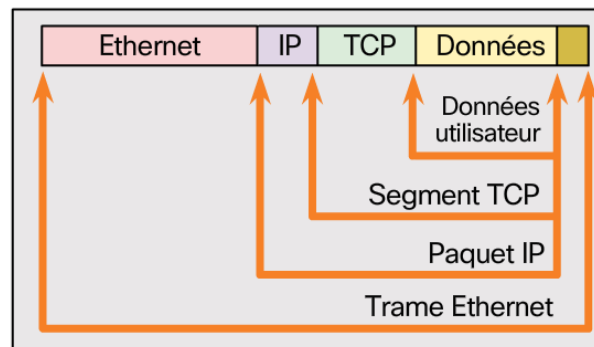 Ethernet IP TCP Données
Données
utilisateur
Segment TCP
Paquet IP
Trame Ethernet